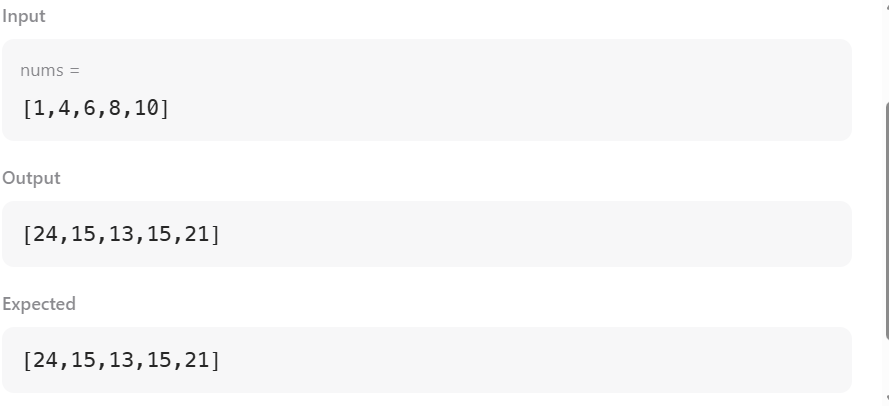 Input
nums =
[1,4,6,8,10]
Output
[24,15,13,15,21]
Expected
[24,15,13,15,21]